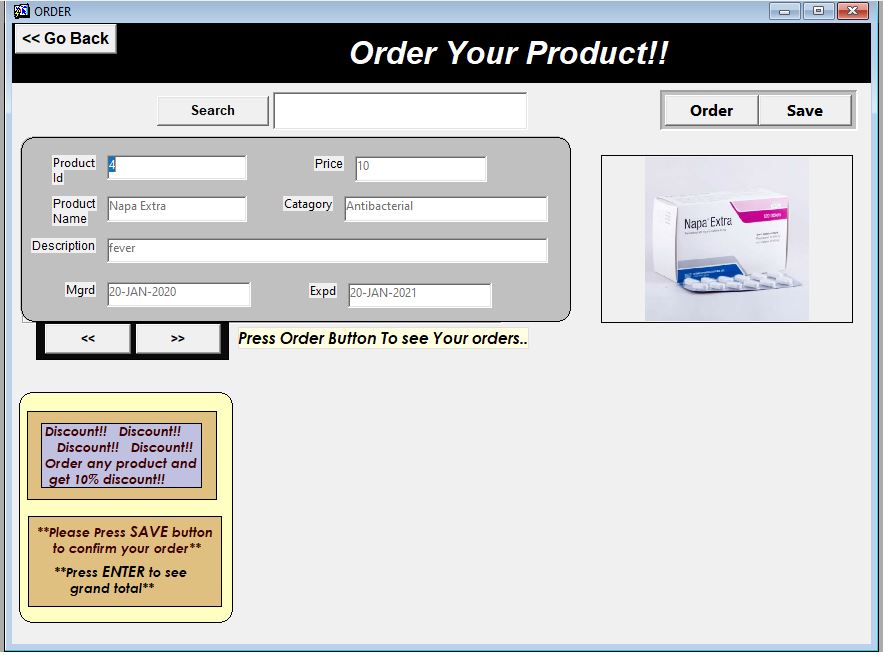 ORDER
<< Go Back
Order Your Product!!
Search
Order
Save
Product
Id
4
Price
10
Product
Name
Napa Extra
Catagory
Antibacterial
Description
fever
Mgrd
20-JAN-2020
Expd
20-JAN-2021
Napa Extra
<<
>>
Press Order Button To see Your orders..
Discount!! Discount!!
Discount!! Discount!!
Order any product and
get 10% discount!!
**Please Press SAVE button
to confirm your order**
**Press ENTER to see
grand total**